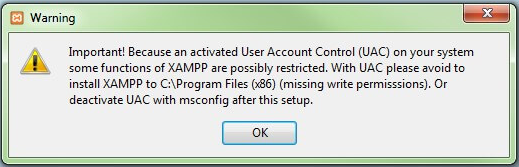 Warning
Important! Because an activated User Account Control (UAC) on your system
some functions of XAMPP are possibly restricted. With UAC please avoid to
install XAMPP to C:\Program Files (x86) (missing write permisssions). Or
deactivate UAC with msconfig after this setup.
OK